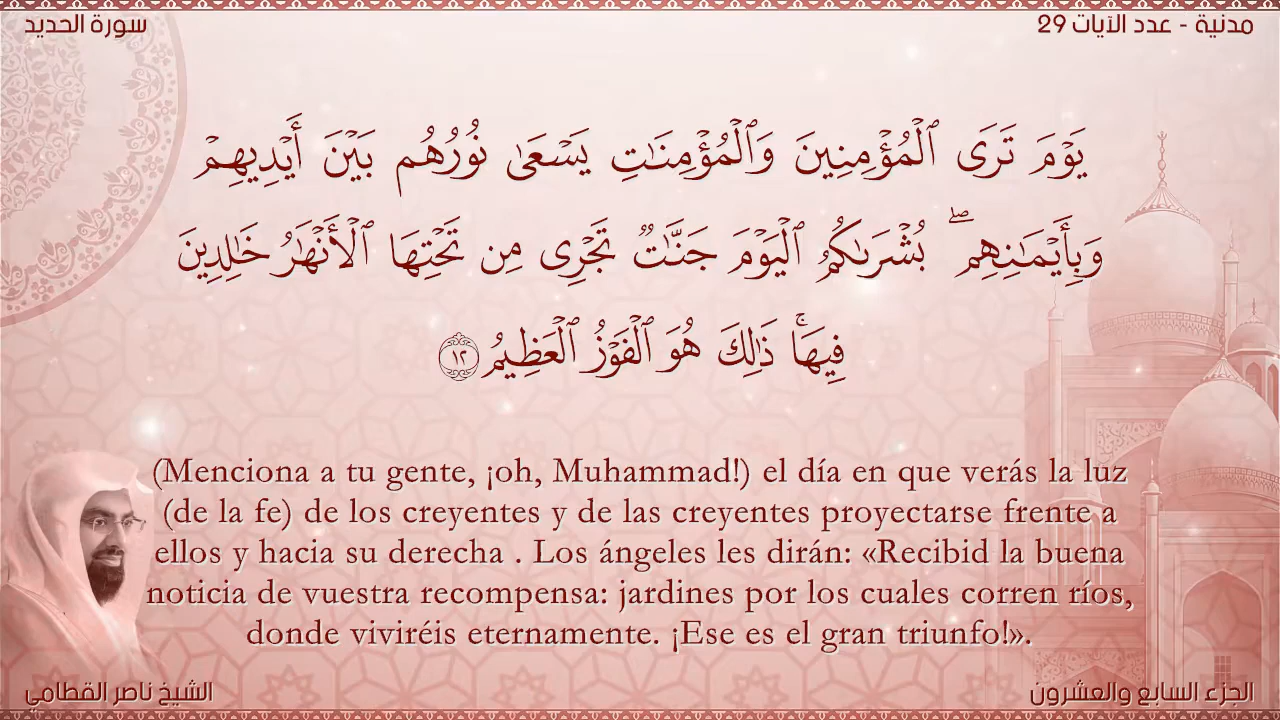 سورة الحديد
مدنية - عدد الآيات 29
يَوْمَ تَرَى ٱلْمُؤْمِنِينَ وَٱلْمُؤْمِنَـٰتِ يَسْعَىٰ نُورُهُم بَيْنَ أَيْدِيهِمْ
وَبِأَيْمَـٰنِهِم ۖ بُشْرَىٰكُمُ ٱلْيَوْمَ جَنَّـٰتٌ تَجْرِى مِن تَحْتِهَا ٱلْأَنْهَـٰرُ خَـٰلِدِينَ
فِيهَا ۚ ذَٰلِكَ هُوَ ٱلْفَوْزُ ٱلْعَظِيمُ ١٢
(Menciona a tu gente, ¡oh, Muhammad!) el día en que verás la luz
(de la fe) de los creyentes y de las creyentes proyectarse frente a
ellos y hacia su derecha . Los ángeles les dirán: «Recibid la buena
noticia de vuestra recompensa: jardines por los cuales corren ríos,
donde viviréis eternamente. ¡Ese es el gran triunfo!».
الشيخ ناصر القطامي
الجزء السابع والعشرون